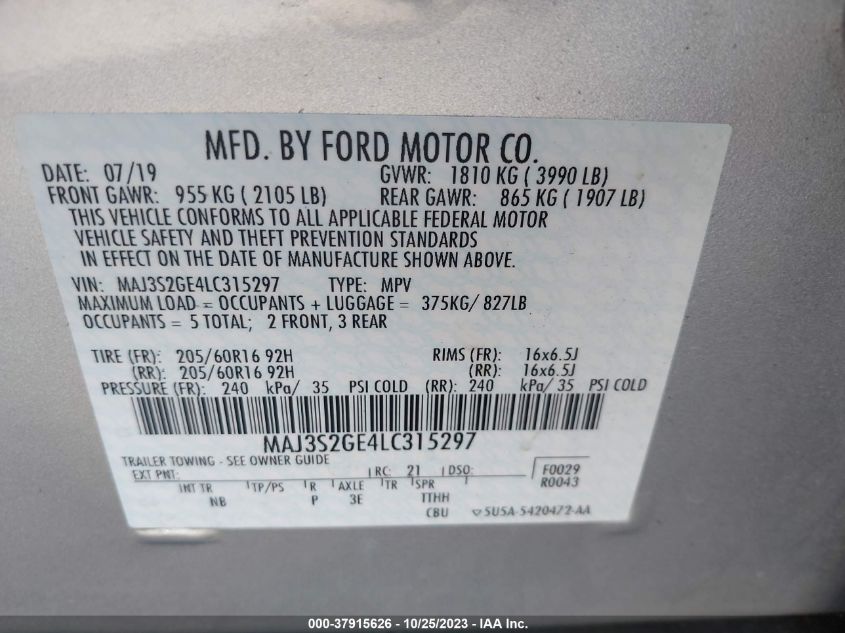 MFD. BY FORD MOTOR CO.
DATE: 07/19 GVWR: 1810 KG ( 3990 LB)
FRONT GAWR: 955 KG ( 2105 LB) REAR GAWR: 865 KG ( 1907 LB)
THIS VEHICLE CONFORMS TO ALL APPLICABLE FEDERAL MOTOR
VEHICLE SAFETY AND THEFT PREVENTION STANDARDS
IN EFFECT ON THE DATE OF MANUFACTURE SHOWN ABOVE.
VIN: MAJ3S2GE4LC315297 TYPE: MPV
MAXIMUM LOAD = OCCUPANTS + LUGGAGE = 375KG/ 827LB
OCCUPANTS = 5 TOTAL; 2 FRONT, 3 REAR
TIRE (FR): 205/60R16 92H RIMS (FR): 16x6.5J
(RR): 205/60R16 92H (RR): 16x6.5J
PRESSURE (FR): 240 kPa/ 35 PSI COLD (RR): 240 kPa/ 35 PSI COLD
MAJ3S2GE4LC315297
TRAILER TOWING - SEE OWNER GUIDE
EXT PNT: RC: 21 DSO: F0029
R0043
INT TR TP/PS R AXLE TR SPR
NB P 3E TTHH
CBU SU5A-5420472-AA
000-37915626 - 10/25/2023 - IAA Inc.